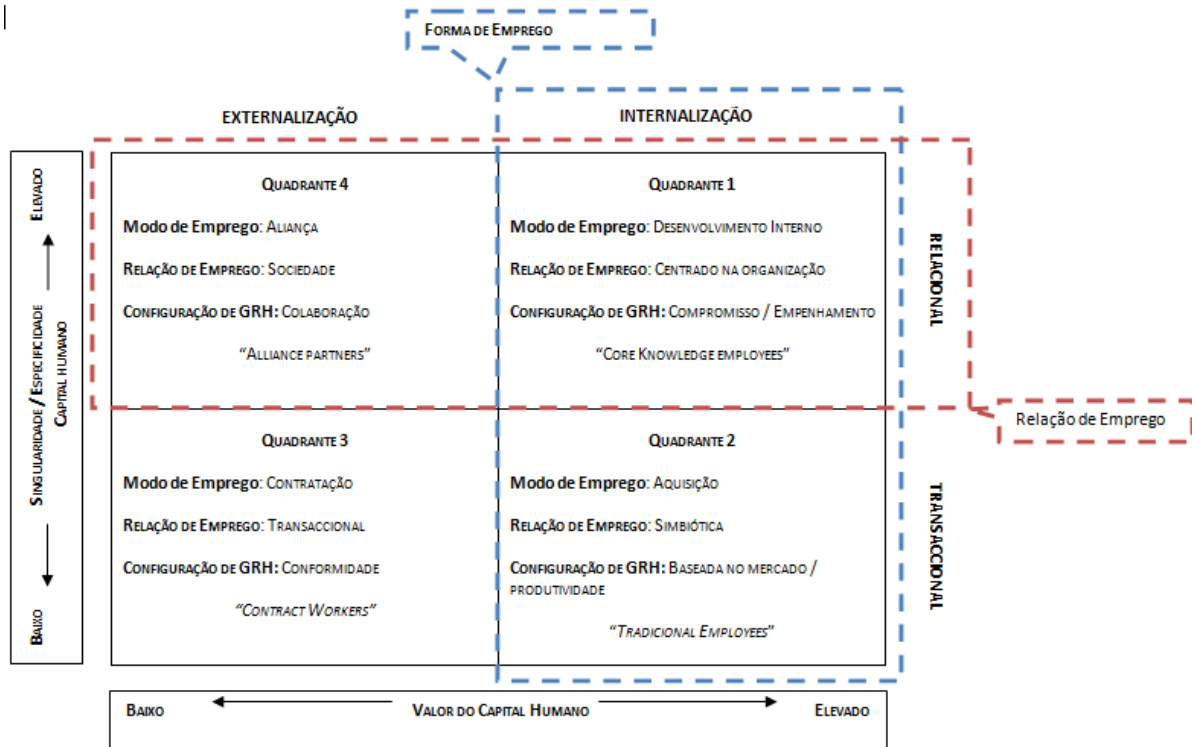 FORMA DE EMPREGO
EXTERNALIZAÇÃO
INTERNALIZAÇÃO
ELEVADO
SINGULARIDADE / ESPECIFICIDADE
CAPITAL HUMANO
BAIXO
QUADRANTE 4
Modo de Emprego: ALIANÇA
RELAÇÃO DE EMPREGO: SOCIEDADE
CONFIGURAÇÃO DE GRH: COLABORAÇÃO
“ALLIANCE PARTNERS”
QUADRANTE 1
Modo de Emprego: DESENVOLVIMENTO INTERNO
RELAÇÃO DE EMPREGO: CENTRADO NA ORGANIZAÇÃO
CONFIGURAÇÃO DE GRH: COMPROMISSO / EMPENHAMENTO
“CORE KNOWLEDGE EMPLOYEES”
RELACIONAL
Relação de Emprego
QUADRANTE 3
Modo de Emprego: CONTRATAÇÃO
RELAÇÃO DE EMPREGO: TRANSACCIONAL
CONFIGURAÇÃO DE GRH: CONFORMIDADE
“CONTRACT WORKERS”
QUADRANTE 2
Modo de Emprego: AQUISIÇÃO
RELAÇÃO DE EMPREGO: SIMBIÓTICA
CONFIGURAÇÃO DE GRH: BASEADA NO MERCADO /
PRODUTIVIDADE
“TRADICIONAL EMPLOYEES”
TRANSACCIONAL
BAIXO
VALOR DO CAPITAL HUMANO
ELEVADO